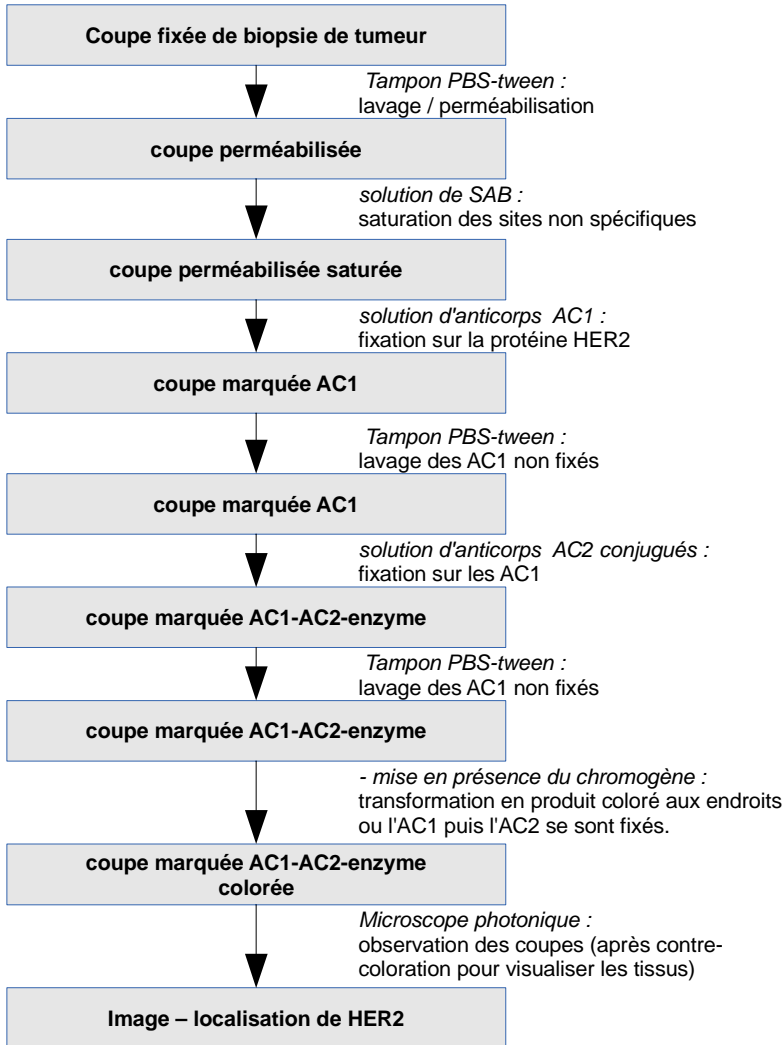 Coupe fixée de biopsie de tumeur
Tampon PBS-tween :
lavage / perméabilisation
coupe perméabilisée
solution de SAB :
saturation des sites non spécifiques
coupe perméabilisée saturée
solution d'anticorps AC1 :
fixation sur la protéine HER2
coupe marquée AC1
Tampon PBS-tween :
lavage des AC1 non fixés
coupe marquée AC1
solution d'anticorps AC2 conjugués :
fixation sur les AC1
coupe marquée AC1-AC2-enzyme
Tampon PBS-tween :
lavage des AC1 non fixés
coupe marquée AC1-AC2-enzyme
- mise en présence du chromogène :
transformation en produit coloré aux endroits
ou l'AC1 puis l'AC2 se sont fixés.
coupe marquée AC1-AC2-enzyme
colorée
Microscope photonique :
observation des coupes (après contre-
coloration pour visualiser les tissus)
Image – localisation de HER2